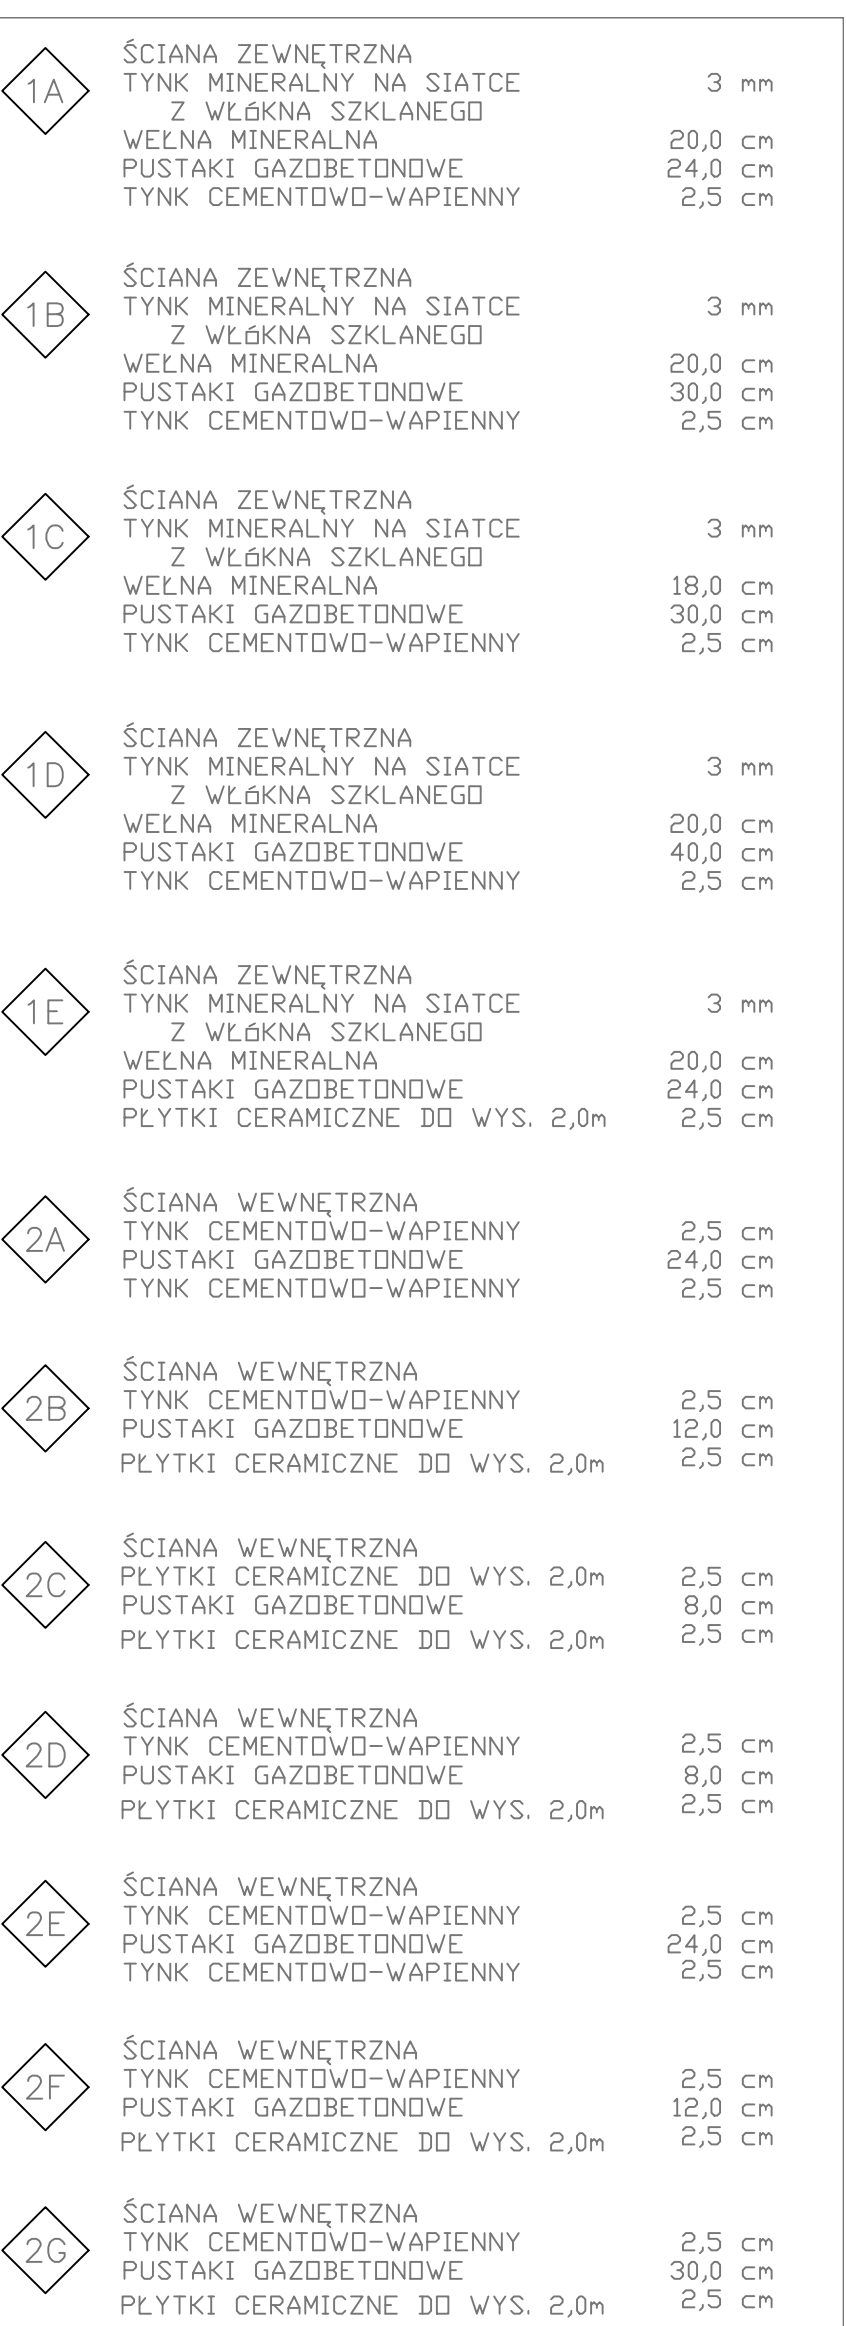 1A
ŚCIANA ZEWNĘTRZNA
TYNK MINERALNY NA SIATCE 3 mm
Z WŁóKNA SZKLANEGO
WEŁNA MINERALNA 20,0 cm
PUSTAKI GAZOBETONOWE 24,0 cm
TYNK CEMENTOWO-WAPIENNY 2,5 cm
1B
ŚCIANA ZEWNĘTRZNA
TYNK MINERALNY NA SIATCE 3 mm
Z WŁóKNA SZKLANEGO
WEŁNA MINERALNA 20,0 cm
PUSTAKI GAZOBETONOWE 30,0 cm
TYNK CEMENTOWO-WAPIENNY 2,5 cm
1C
ŚCIANA ZEWNĘTRZNA
TYNK MINERALNY NA SIATCE 3 mm
Z WŁóKNA SZKLANEGO
WEŁNA MINERALNA 18,0 cm
PUSTAKI GAZOBETONOWE 30,0 cm
TYNK CEMENTOWO-WAPIENNY 2,5 cm
1D
ŚCIANA ZEWNĘTRZNA
TYNK MINERALNY NA SIATCE 3 mm
Z WŁóKNA SZKLANEGO
WEŁNA MINERALNA 20,0 cm
PUSTAKI GAZOBETONOWE 40,0 cm
TYNK CEMENTOWO-WAPIENNY 2,5 cm
1E
ŚCIANA ZEWNĘTRZNA
TYNK MINERALNY NA SIATCE 3 mm
Z WŁóKNA SZKLANEGO
WEŁNA MINERALNA 20,0 cm
PUSTAKI GAZOBETONOWE 24,0 cm
PŁYTKI CERAMICZNE DO WYS. 2,0m 2,5 cm
2A
ŚCIANA WEWNĘTRZNA
TYNK CEMENTOWO-WAPIENNY 2,5 cm
PUSTAKI GAZOBETONOWE 24,0 cm
TYNK CEMENTOWO-WAPIENNY 2,5 cm
2B
ŚCIANA WEWNĘTRZNA
TYNK CEMENTOWO-WAPIENNY 2,5 cm
PUSTAKI GAZOBETONOWE 12,0 cm
PŁYTKI CERAMICZNE DO WYS. 2,0m 2,5 cm
2C
ŚCIANA WEWNĘTRZNA
PŁYTKI CERAMICZNE DO WYS. 2,0m 2,5 cm
PUSTAKI GAZOBETONOWE 8,0 cm
PŁYTKI CERAMICZNE DO WYS. 2,0m 2,5 cm
2D
ŚCIANA WEWNĘTRZNA
TYNK CEMENTOWO-WAPIENNY 2,5 cm
PUSTAKI GAZOBETONOWE 8,0 cm
PŁYTKI CERAMICZNE DO WYS. 2,0m 2,5 cm
2E
ŚCIANA WEWNĘTRZNA
TYNK CEMENTOWO-WAPIENNY 2,5 cm
PUSTAKI GAZOBETONOWE 24,0 cm
TYNK CEMENTOWO-WAPIENNY 2,5 cm
2F
ŚCIANA WEWNĘTRZNA
TYNK CEMENTOWO-WAPIENNY 2,5 cm
PUSTAKI GAZOBETONOWE 12,0 cm
PŁYTKI CERAMICZNE DO WYS. 2,0m 2,5 cm
2G
ŚCIANA WEWNĘTRZNA
TYNK CEMENTOWO-WAPIENNY 2,5 cm
PUSTAKI GAZOBETONOWE 30,0 cm
PŁYTKI CERAMICZNE DO WYS. 2,0m 2,5 cm